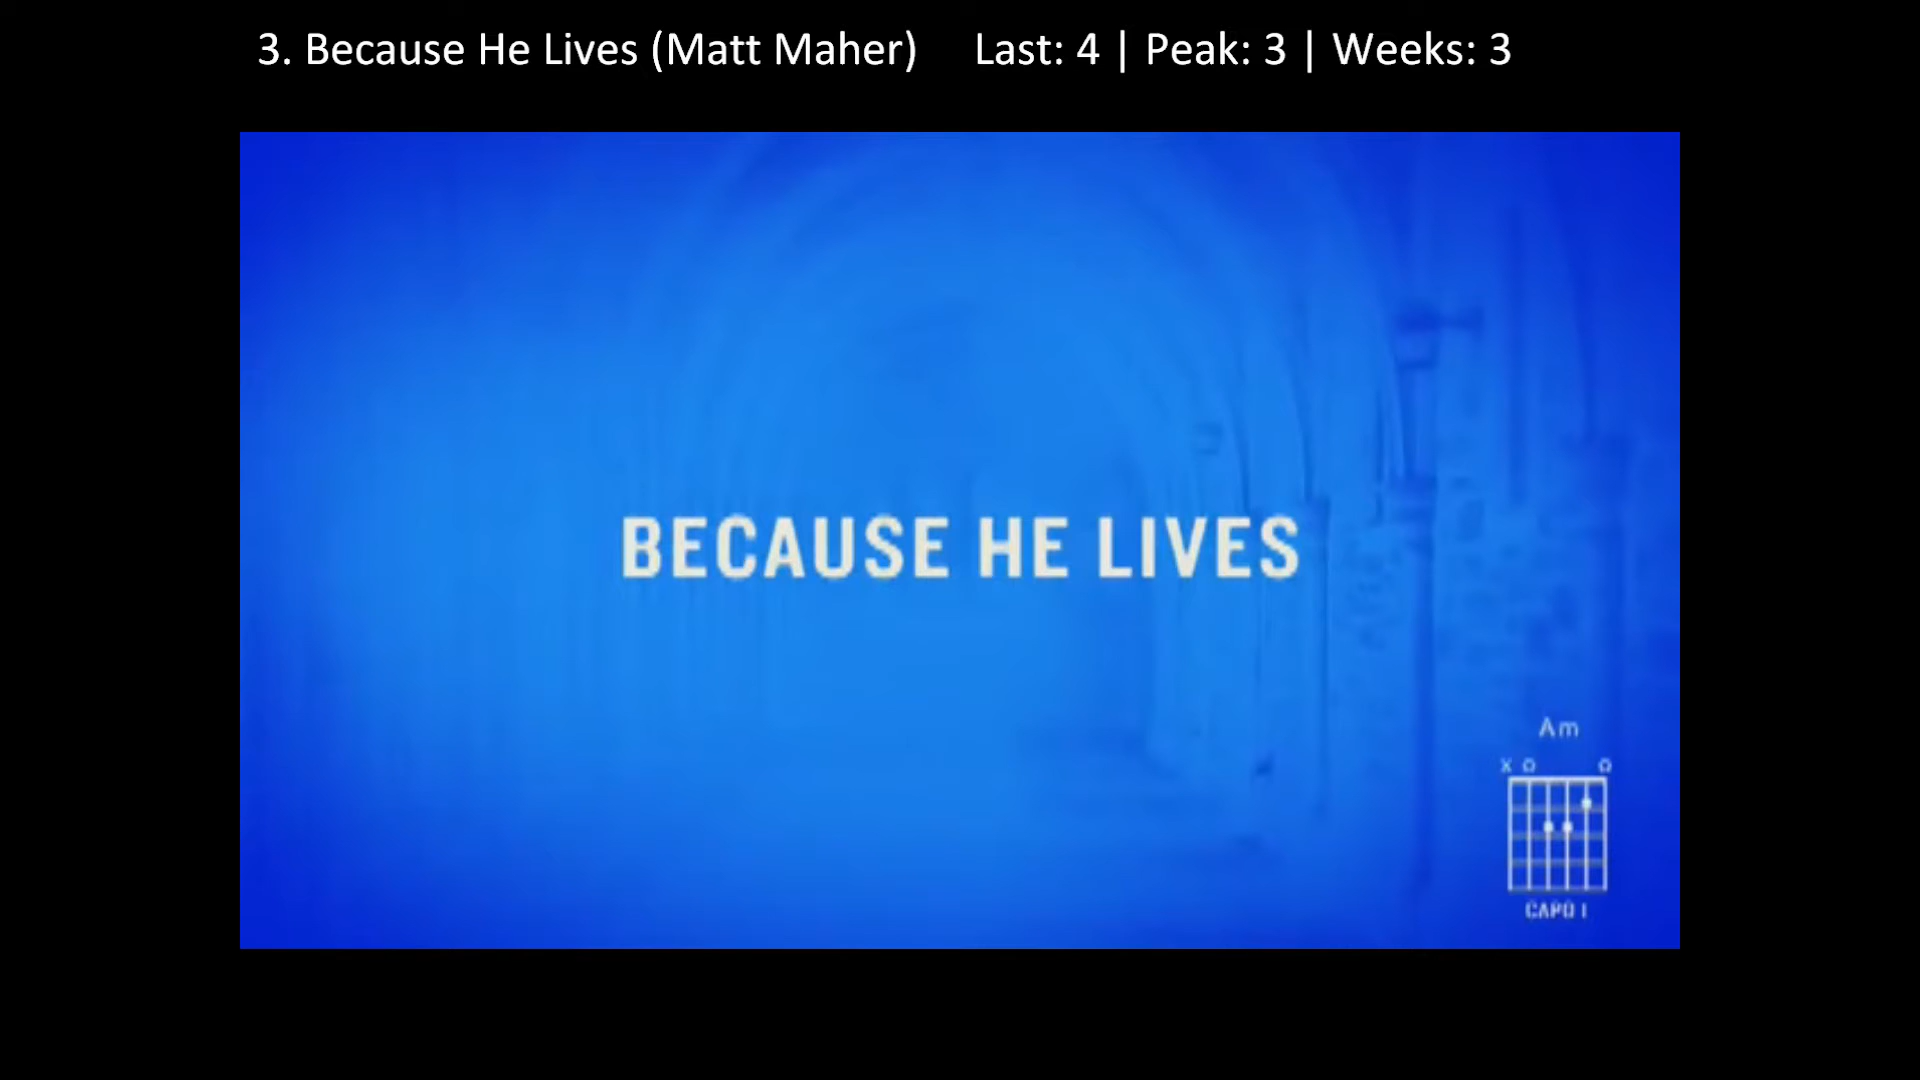 3. Because He Lives (Matt Maher) Last: 4 | Peak: 3 | Weeks: 3
BECAUSE HE LIVES
Am
x o o
CAPO 1